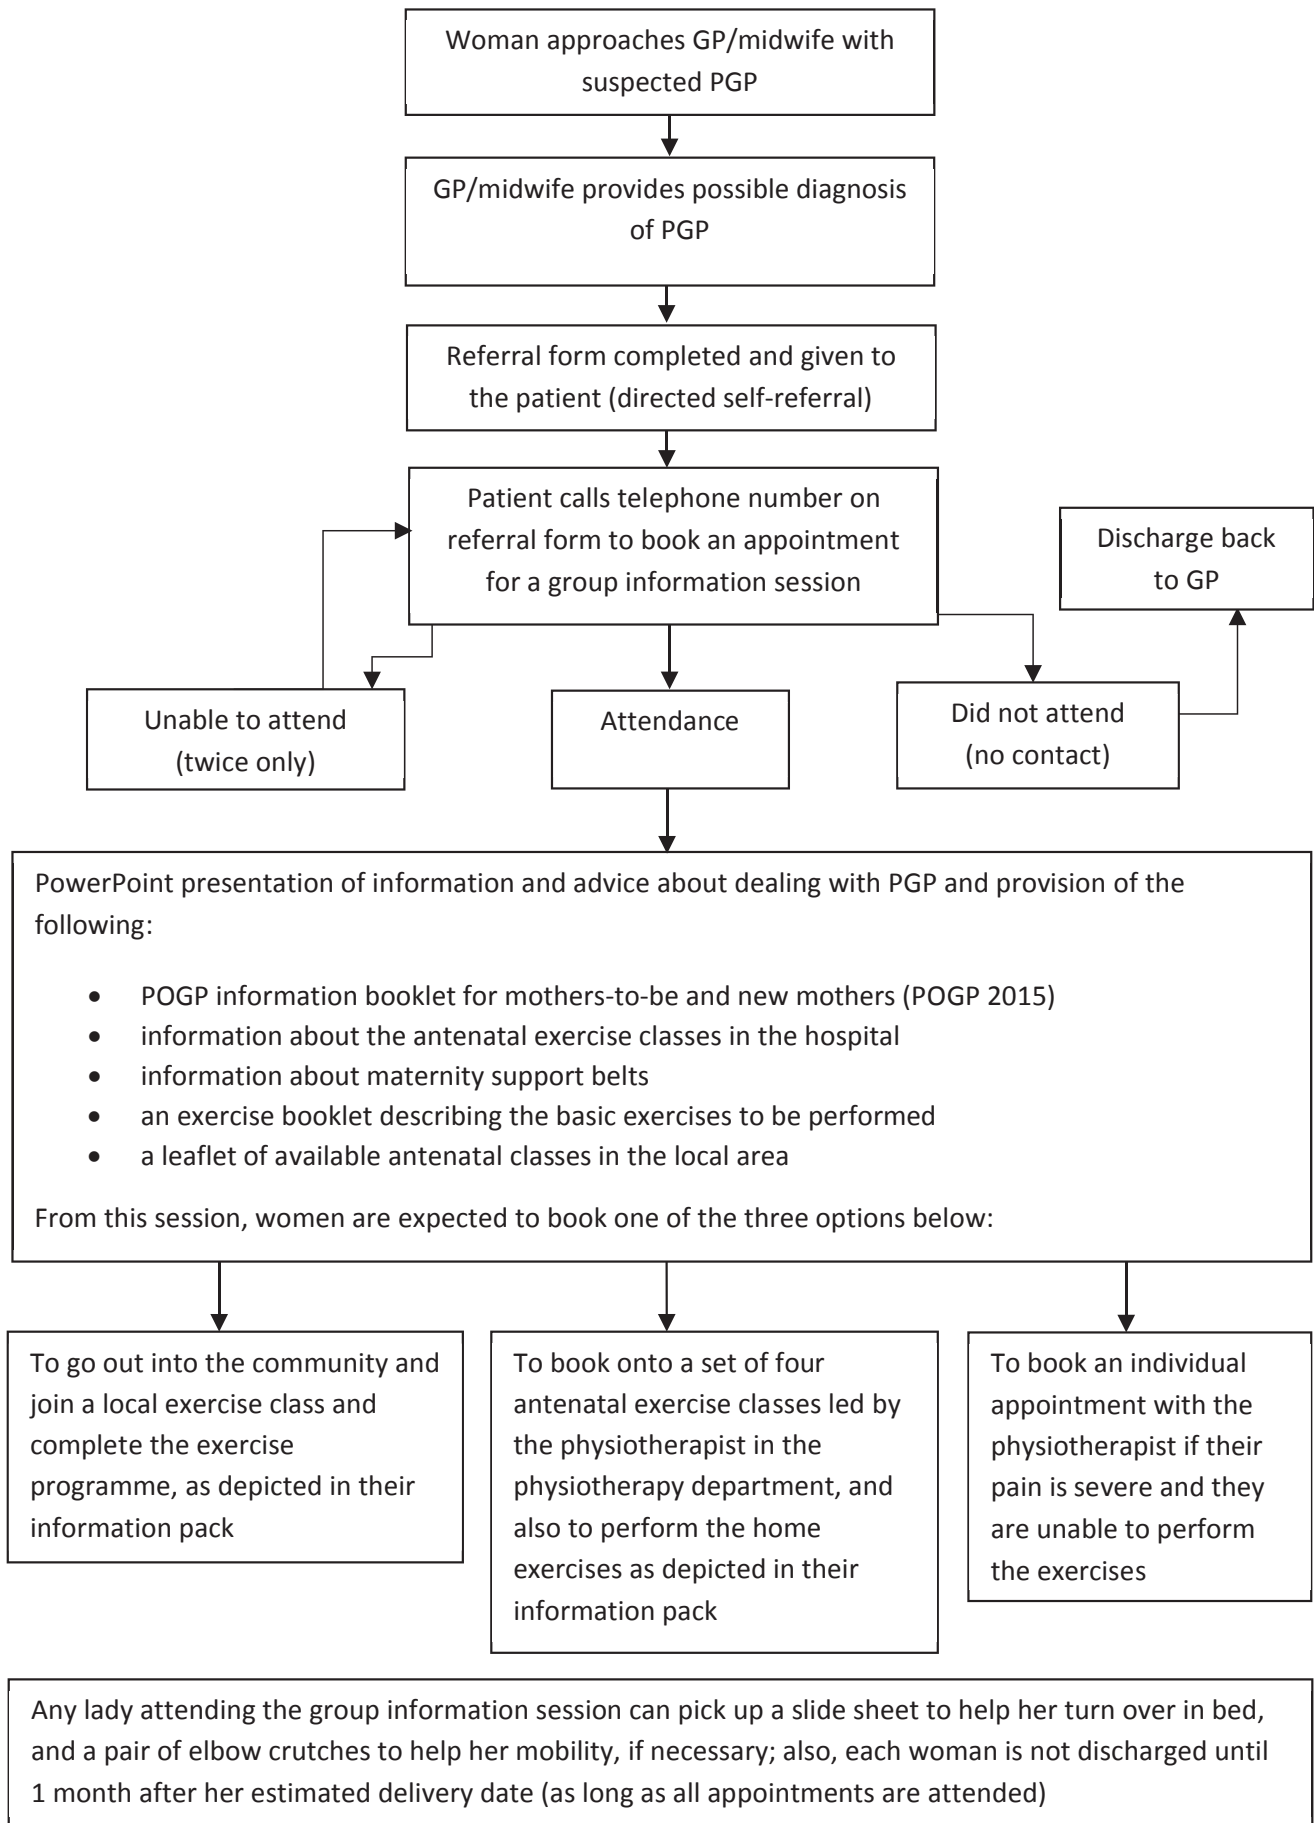 Woman approaches GP/midwife with
suspected PGP
GP/midwife provides possible diagnosis
of PGP
Referral form completed and given to
the patient (directed self-referral)
Patient calls telephone number on
referral form to book an appointment
for a group information session
Discharge back
to GP
Unable to attend
(twice only)
Attendance
Did not attend
(no contact)
PowerPoint presentation of information and advice about dealing with PGP and provision of the
following:
• POGP information booklet for mothers-to-be and new mothers (POGP 2015)
• information about the antenatal exercise classes in the hospital
• information about maternity support belts
• an exercise booklet describing the basic exercises to be performed
• a leaflet of available antenatal classes in the local area
From this session, women are expected to book one of the three options below:
To go out into the community and
join a local exercise class and
complete the exercise
programme, as depicted in their
information pack
To book onto a set of four
antenatal exercise classes led by
the physiotherapist in the
physiotherapy department, and
also to perform the home
exercises as depicted in their
information pack
To book an individual
appointment with the
physiotherapist if their
pain is severe and they
are unable to perform
the exercises
Any lady attending the group information session can pick up a slide sheet to help her turn over in bed,
and a pair of elbow crutches to help her mobility, if necessary; also, each woman is not discharged until
1 month after her estimated delivery date (as long as all appointments are attended)